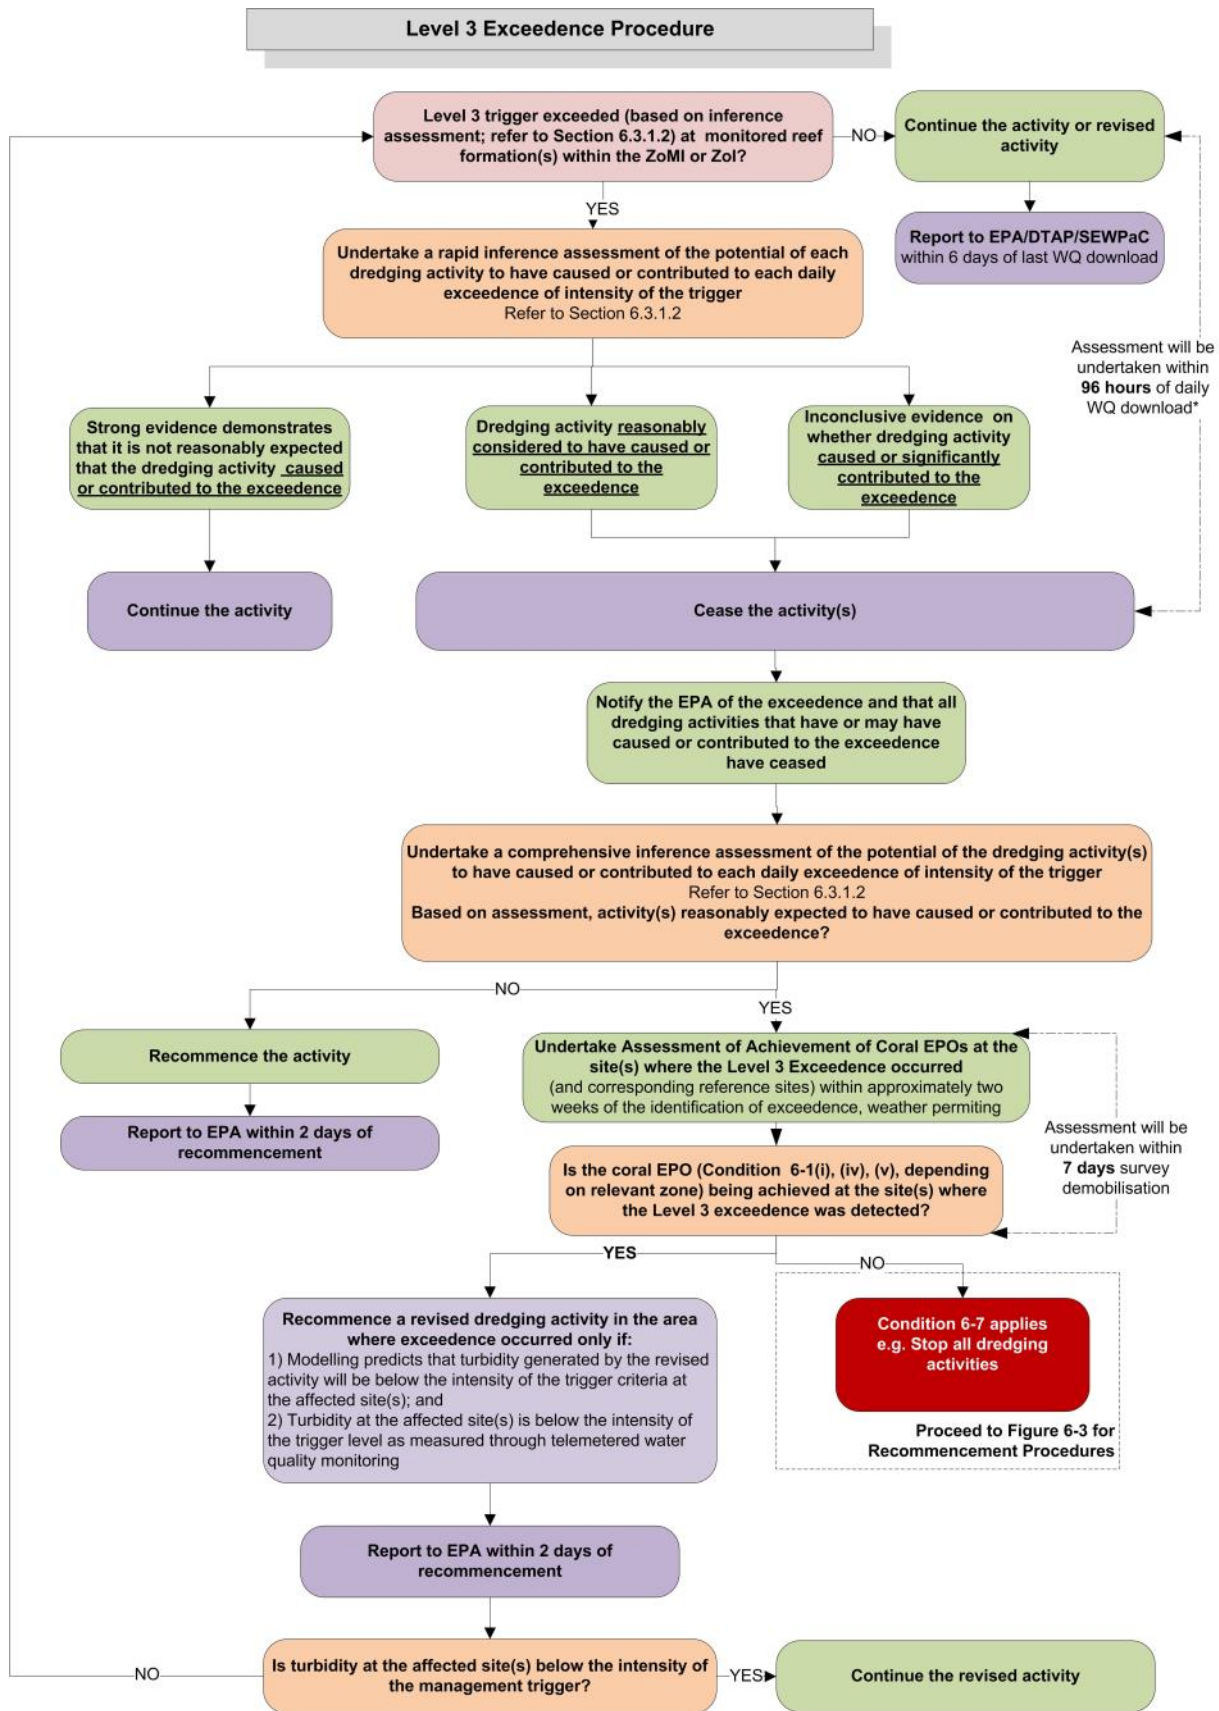 Level 3 Exceedence Procedure
Level 3 trigger exceeded (based on inference
assessment; refer to Section 6.3.1.2) at monitored reef
formation(s) within the ZoMI or ZoI?
NO
Continue the activity or revised
activity
YES
Report to EPA/DTAP/SEWPaC
within 6 days of last WQ download
Undertake a rapid inference assessment of the potential of each
dredging activity to have caused or contributed to each daily
exceedence of intensity of the trigger
Refer to Section 6.3.1.2
Assessment will be
undertaken within
96 hours of daily
WQ download*
Strong evidence demonstrates
that it is not reasonably expected
that the dredging activity caused
or contributed to the exceedence
Dredging activity reasonably
considered to have caused or
contributed to the
exceedence
Inconclusive evidence on
whether dredging activity
caused or significantly
contributed to the
exceedence
Continue the activity
Cease the activity(s)
Notify the EPA of the exceedence and that all
dredging activities that have or may have
caused or contributed to the exceedence
have ceased
Undertake a comprehensive inference assessment of the potential of the dredging activity(s)
to have caused or contributed to each daily exceedence of intensity of the trigger
Refer to Section 6.3.1.2
Based on assessment, activity(s) reasonably expected to have caused or contributed to the
exceedence?
NO
YES
Recommence the activity
Report to EPA within 2 days of
recommencement
Undertake Assessment of Achievement of Coral EPOs at the
site(s) where the Level 3 Exceedence occurred
(and corresponding reference sites) within approximately two
weeks of the identification of exceedence, weather permiting
Assessment will be
undertaken within
7 days survey
demobilisation
Is the coral EPO (Condition 6-1(i), (iv), (v), depending
on relevant zone) being achieved at the site(s) where
the Level 3 exceedence was detected?
YES
NO
Recommence a revised dredging activity in the area
where exceedence occurred only if:
1) Modelling predicts that turbidity generated by the revised
activity will be below the intensity of the trigger criteria at
the affected site(s); and
2) Turbidity at the affected site(s) is below the intensity of
the trigger level as measured through telemetered water
quality monitoring
Condition 6-7 applies
e.g. Stop all dredging
activities
Proceed to Figure 6-3 for
Recommencement Procedures
Report to EPA within 2 days of
recommencement
NO
Is turbidity at the affected site(s) below the intensity of
the management trigger?
YES
Continue the revised activity